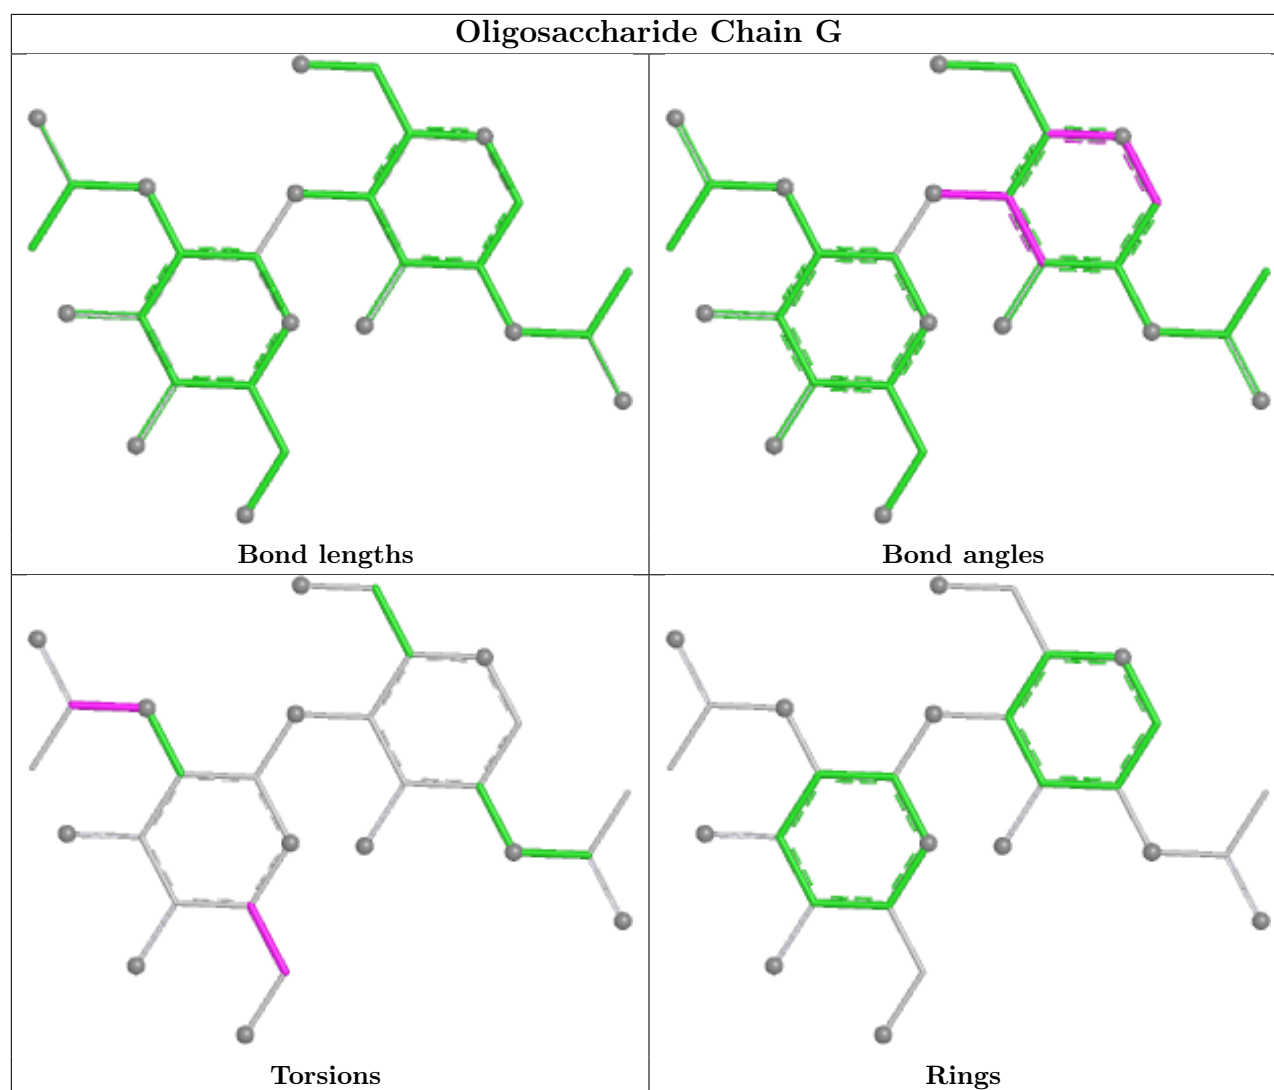 Oligosaccharide Chain G
Bond lengths
Bond angles
Torsions
Rings